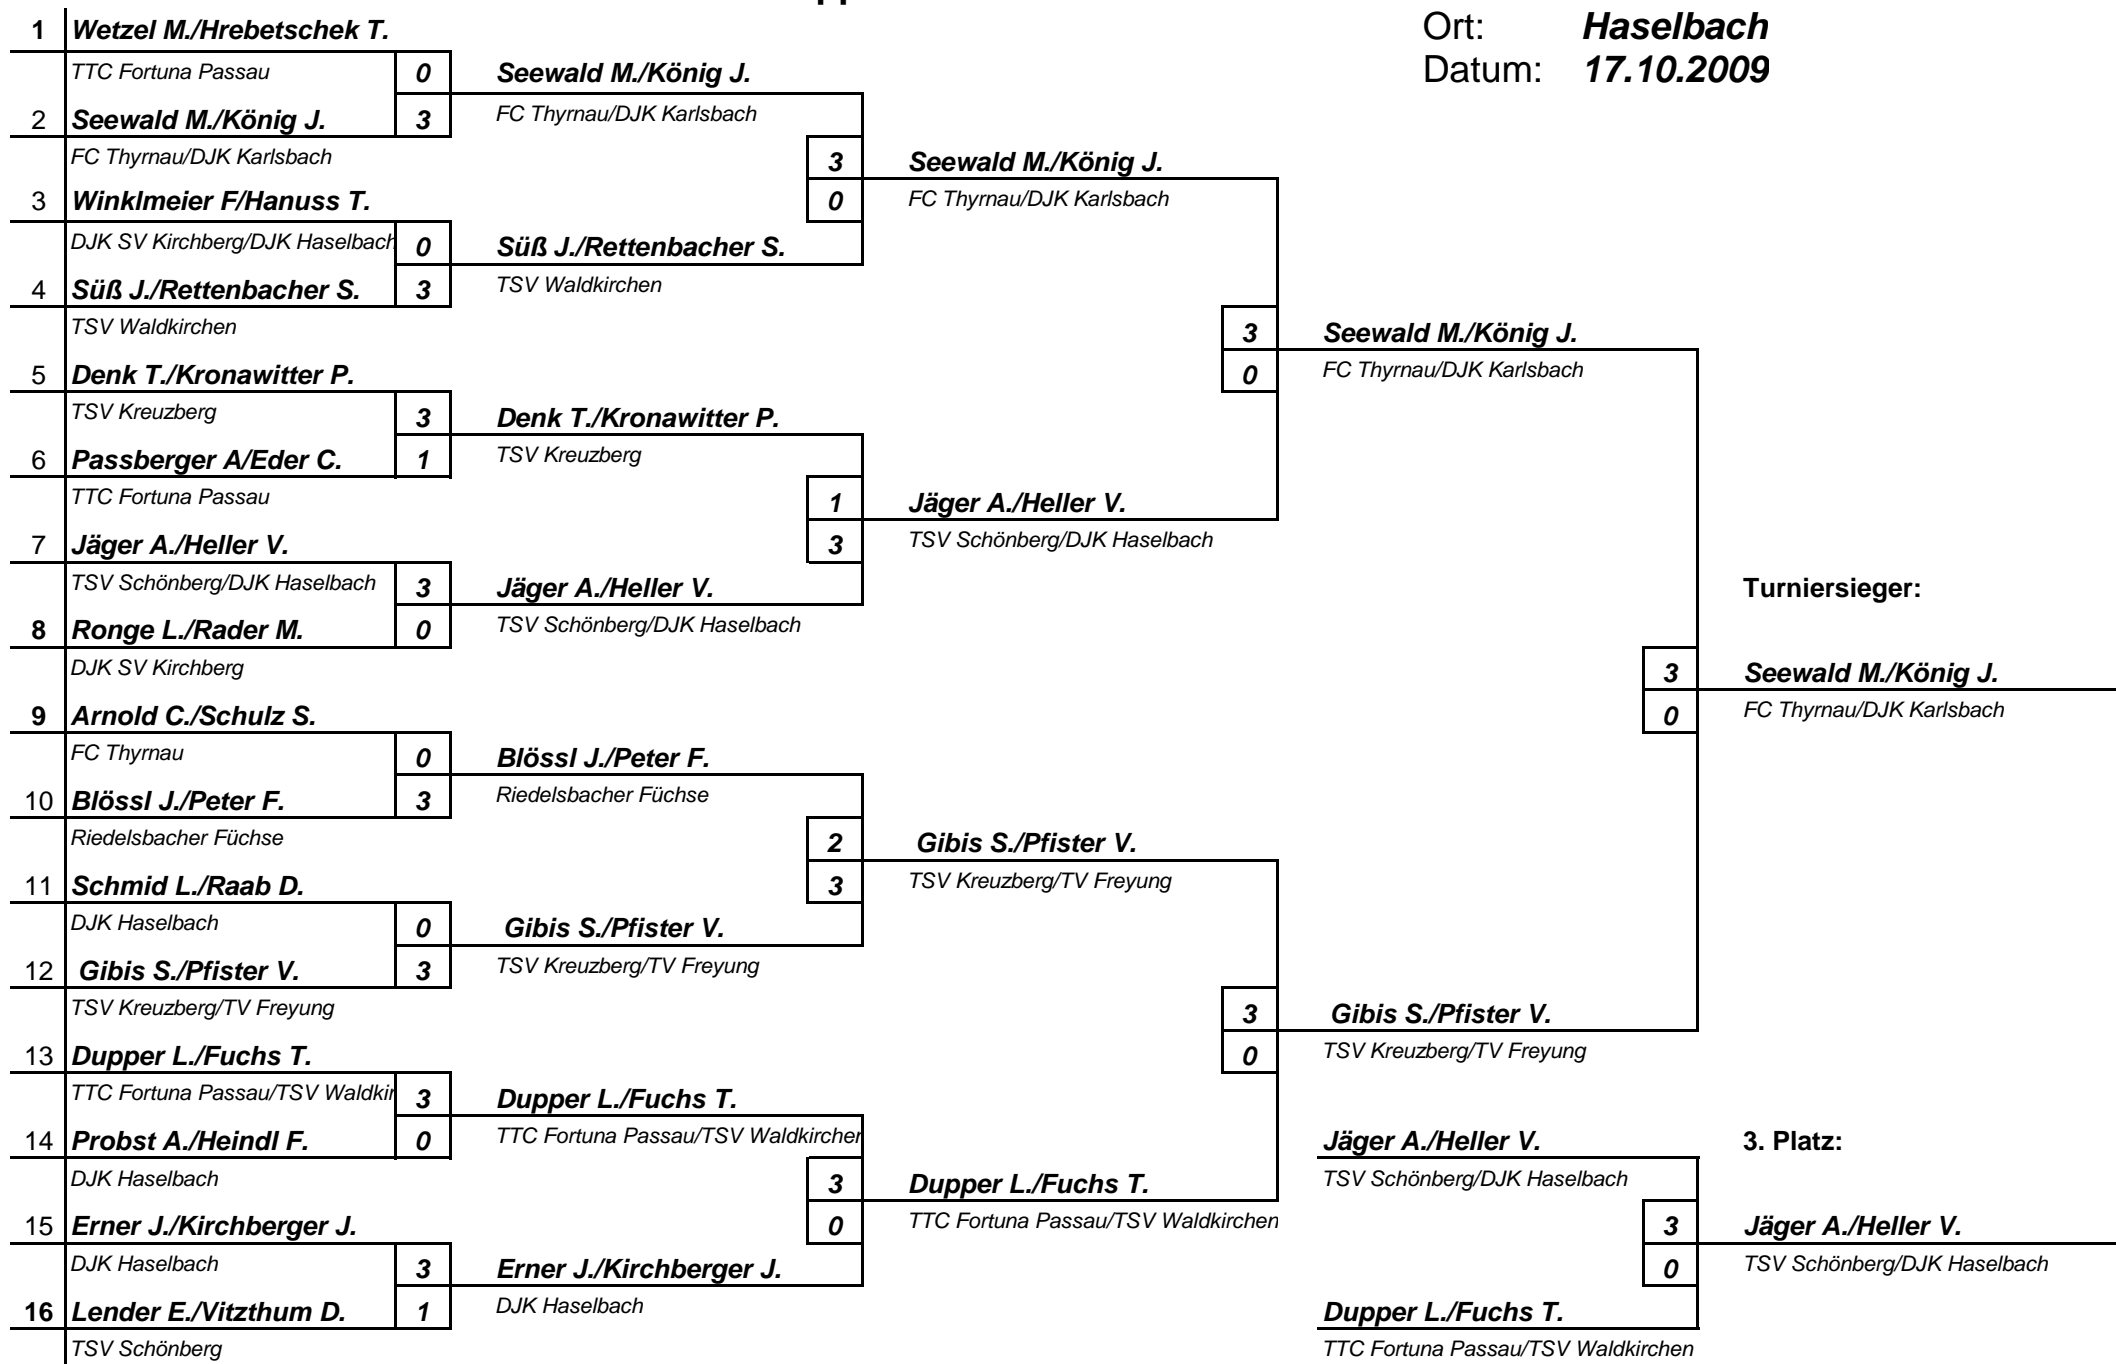 Ort: Haselbach
Datum: 17.10.2009
1 Wetzel M./Hrebetschek T.
TTC Fortuna Passau 0
2 Seewald M./König J. 3
FC Thyrnau/DJK Karlsbach
3 Winklmeier F/Hanuss T.
DJK SV Kirchberg/DJK Haselbach 0
4 Süß J./Rettenbacher S. 3
TSV Waldkirchen
5 Denk T./Kronawitter P.
TSV Kreuzberg 3
6 Passberger A/Eder C. 1
TTC Fortuna Passau
7 Jäger A./Heller V.
TSV Schönberg/DJK Haselbach 3
8 Ronge L./Rader M. 0
DJK SV Kirchberg
9 Arnold C./Schulz S.
FC Thyrnau 0
10 Blössl J./Peter F. 3
Riedelsbacher Füchse
11 Schmid L./Raab D.
DJK Haselbach 0
12 Gibis S./Pfister V. 3
TSV Kreuzberg/TV Freyung
13 Dupper L./Fuchs T.
TTC Fortuna Passau/TSV Waldkir 3
14 Probst A./Heindl F. 0
DJK Haselbach
15 Erner J./Kirchberger J.
DJK Haselbach 3
16 Lender E./Vitzthum D. 1
TSV Schönberg
Seewald M./König J.
FC Thyrnau/DJK Karlsbach
3
0
Süß J./Rettenbacher S.
TSV Waldkirchen
Denk T./Kronawitter P.
TSV Kreuzberg
1
3
Jäger A./Heller V.
TSV Schönberg/DJK Haselbach
Blössl J./Peter F.
Riedelsbacher Füchse
2
3
Gibis S./Pfister V.
TSV Kreuzberg/TV Freyung
Dupper L./Fuchs T.
TTC Fortuna Passau/TSV Waldkirchen
3
0
Erner J./Kirchberger J.
DJK Haselbach
Seewald M./König J.
FC Thyrnau/DJK Karlsbach
3
0
Jäger A./Heller V.
TSV Schönberg/DJK Haselbach
Gibis S./Pfister V.
TSV Kreuzberg/TV Freyung
3
0
Dupper L./Fuchs T.
TTC Fortuna Passau/TSV Waldkirchen
Seewald M./König J.
FC Thyrnau/DJK Karlsbach
3
0
Gibis S./Pfister V.
TSV Kreuzberg/TV Freyung
Turniersieger:
Seewald M./König J.
FC Thyrnau/DJK Karlsbach
Jäger A./Heller V.
TSV Schönberg/DJK Haselbach
3
0
Dupper L./Fuchs T.
TTC Fortuna Passau/TSV Waldkirchen
3. Platz:
Jäger A./Heller V.
TSV Schönberg/DJK Haselbach